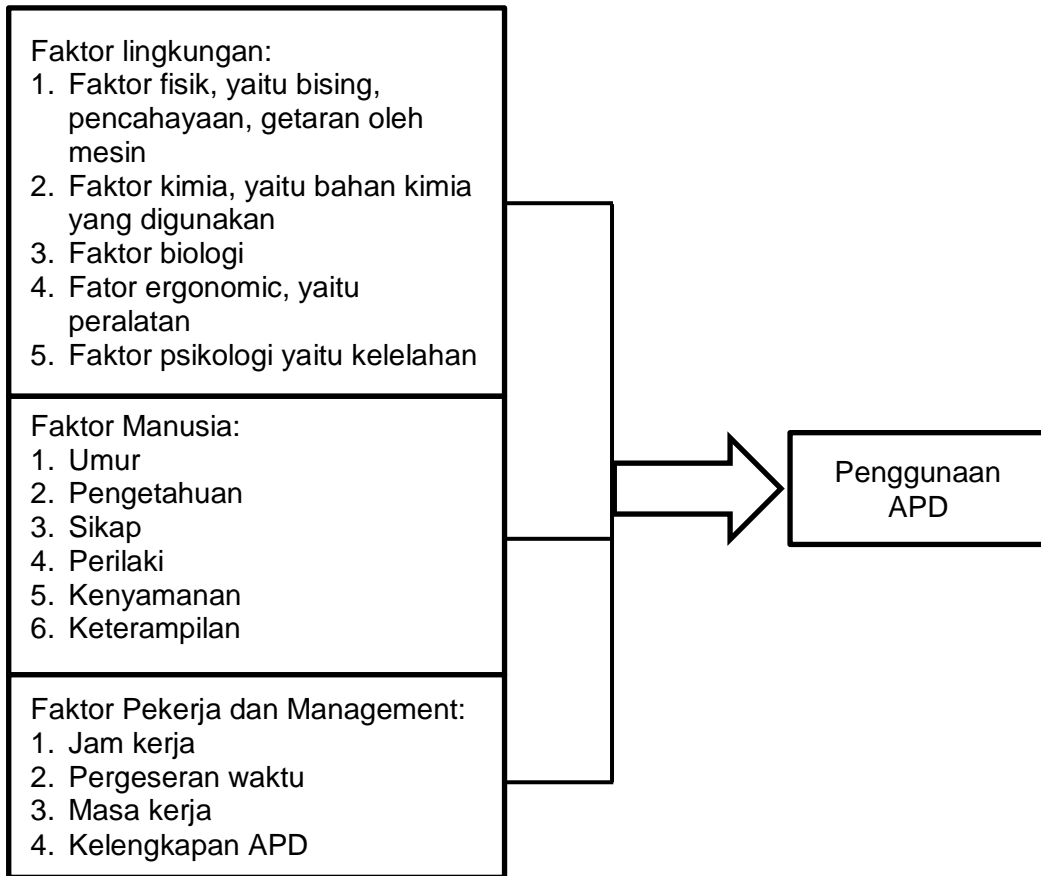 Faktor lingkungan:
1. Faktor fisik, yaitu bising,
pencahayaan, getaran oleh
mesin
2. Faktor kimia, yaitu bahan kimia
yang digunakan
3. Faktor biologi
4. Fator ergonomic, yaitu
peralatan
5. Faktor psikologi yaitu kelelahan
Faktor Manusia:
1. Umur
2. Pengetahuan
3. Sikap
4. Perilaki
5. Kenyamanan
6. Keterampilan
Faktor Pekerja dan Management:
1. Jam kerja
2. Pergeseran waktu
3. Masa kerja
4. Kelengkapan APD
Penggunaan
APD